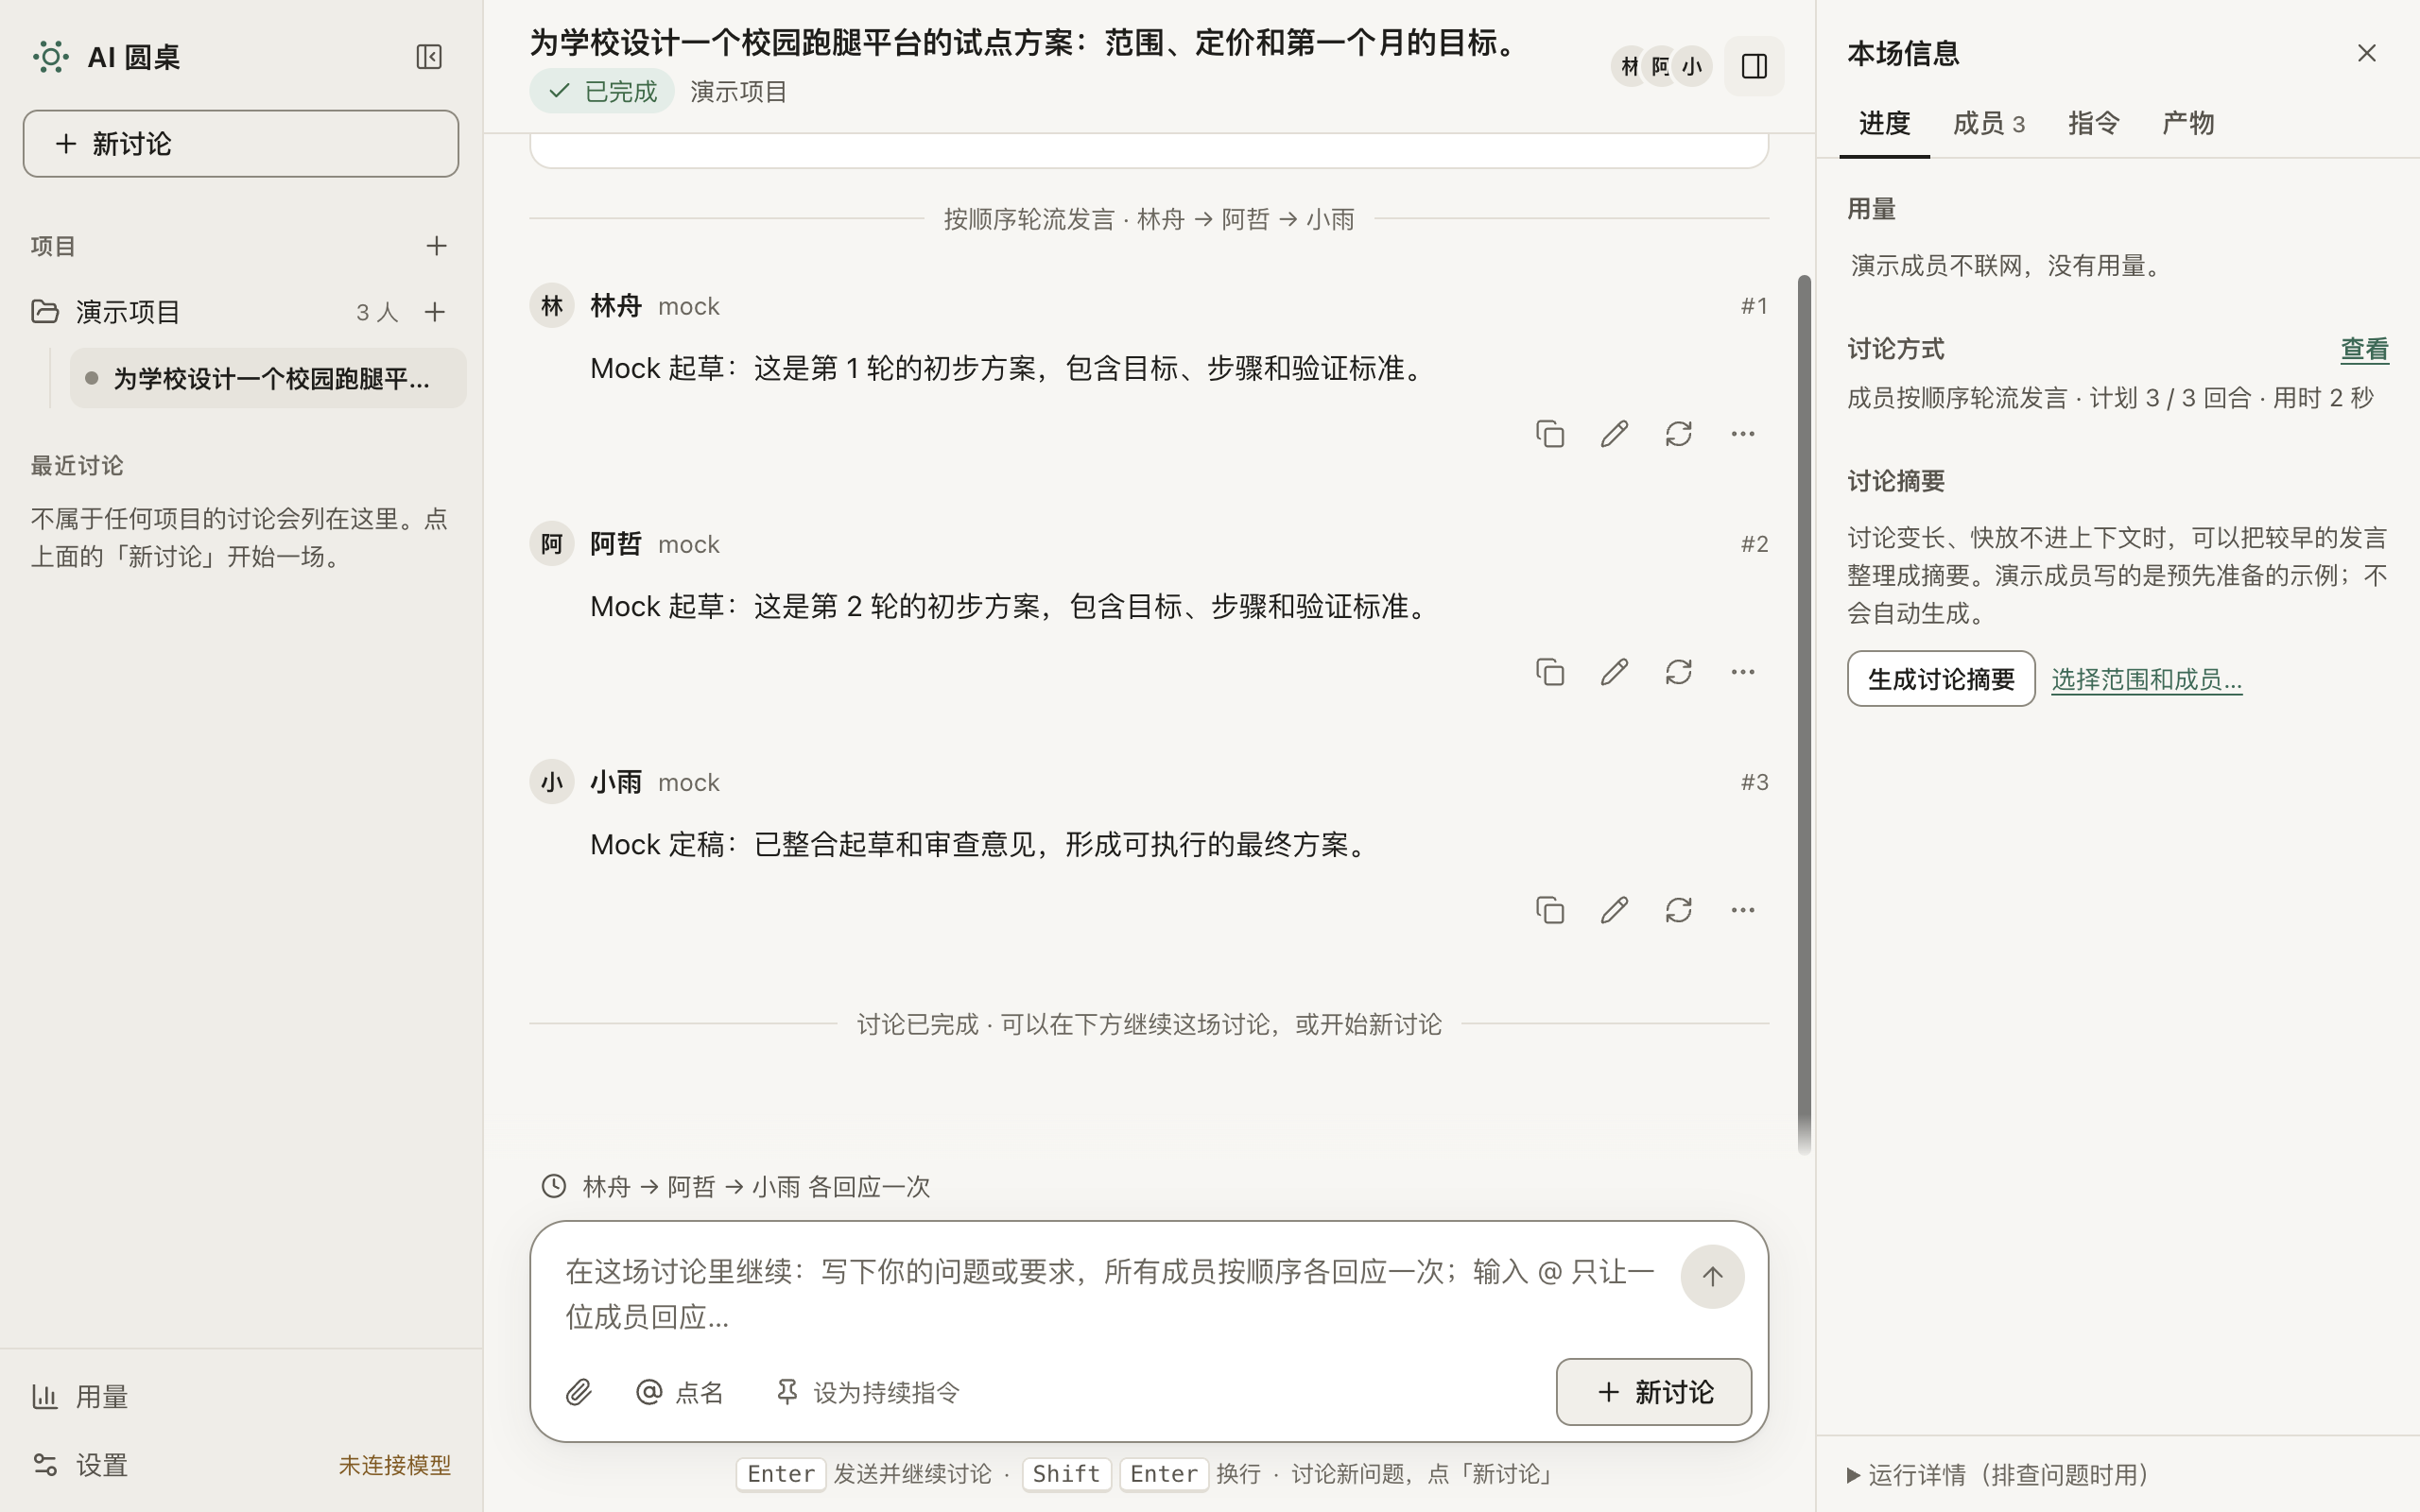 AI 圆桌
+ 新讨论
项目
演示项目 3 人
为学校设计一个校园跑腿平...
最近讨论
不属于任何项目的讨论会列在这里。点
上面的「新讨论」开始一场。
用量
设置 未连接模型
为学校设计一个校园跑腿平台的试点方案：范围、定价和第一个月的目标。
已完成 演示项目
林 阿 小
按顺序轮流发言 · 林舟 → 阿哲 → 小雨
林 林舟 mock #1
Mock 起草：这是第 1 轮的初步方案，包含目标、步骤和验证标准。
阿 阿哲 mock #2
Mock 起草：这是第 2 轮的初步方案，包含目标、步骤和验证标准。
小 小雨 mock #3
Mock 定稿：已整合起草和审查意见，形成可执行的最终方案。
讨论已完成 · 可以在下方继续这场讨论，或开始新讨论
林舟 → 阿哲 → 小雨 各回应一次
在这场讨论里继续：写下你的问题或要求，所有成员按顺序各回应一次；输入 @ 只让一
位成员回应...
@ 点名 设为持续指令 + 新讨论
Enter 发送并继续讨论 · Shift Enter 换行 · 讨论新问题，点「新讨论」
本场信息
进度 成员 3 指令 产物
用量
演示成员不联网，没有用量。
讨论方式 查看
成员按顺序轮流发言 · 计划 3 / 3 回合 · 用时 2 秒
讨论摘要
讨论变长、快放不进上下文时，可以把较早的发言
整理成摘要。演示成员写的是预先准备的示例；不
会自动生成。
生成讨论摘要 选择范围和成员...
▶ 运行详情（排查问题时用）